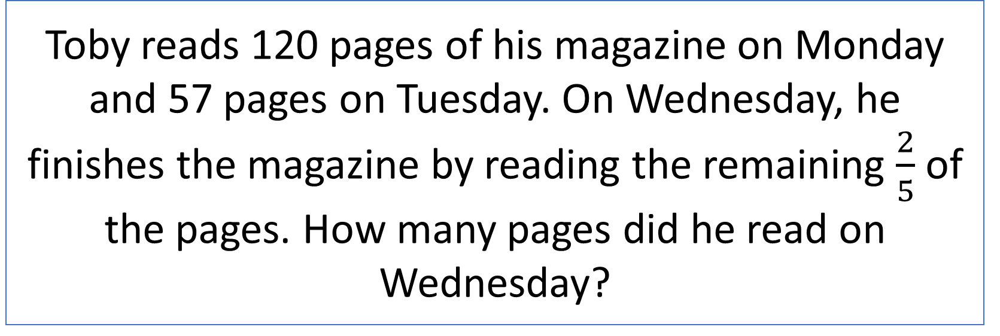 Toby reads 120 pages of his magazine on Monday
and 57 pages on Tuesday. On Wednesday, he
finishes the magazine by reading the remaining 2/5 of
the pages. How many pages did he read on
Wednesday?